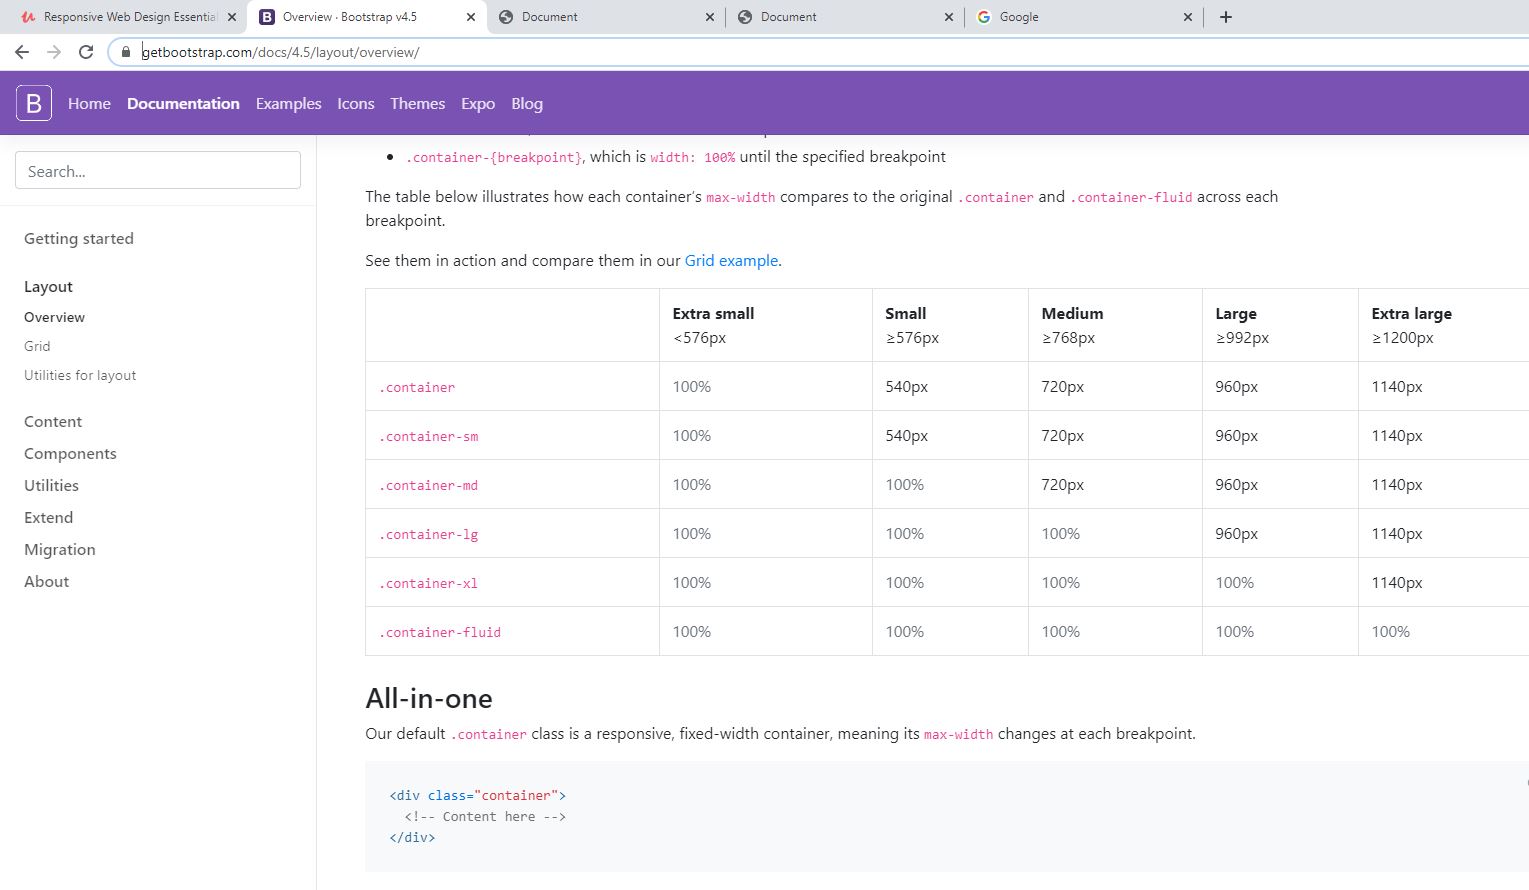 Responsive Web Design Essentia
Overview · Bootstrap v4.5
Document
Document
Google
getbootstrap.com/docs/4.5/layout/overview/
B Home Documentation Examples Icons Themes Expo Blog
Search...
Getting started
Layout
Overview
Grid
Utilities for layout
Content
Components
Utilities
Extend
Migration
About
.container-{breakpoint}, which is width: 100% until the specified breakpoint
The table below illustrates how each container's max-width compares to the original .container and .container-fluid across each
breakpoint.
See them in action and compare them in our Grid example.
Extra small Small Medium Large Extra large
<576px ≥576px ≥768px ≥992px ≥1200px
.container 100% 540px 720px 960px 1140px
.container-sm 100% 540px 720px 960px 1140px
.container-md 100% 100% 720px 960px 1140px
.container-lg 100% 100% 100% 960px 1140px
.container-xl 100% 100% 100% 100% 1140px
.container-fluid 100% 100% 100% 100% 100%
All-in-one
Our default .container class is a responsive, fixed-width container, meaning its max-width changes at each breakpoint.
<div class="container">
<!-- Content here -->
</div>